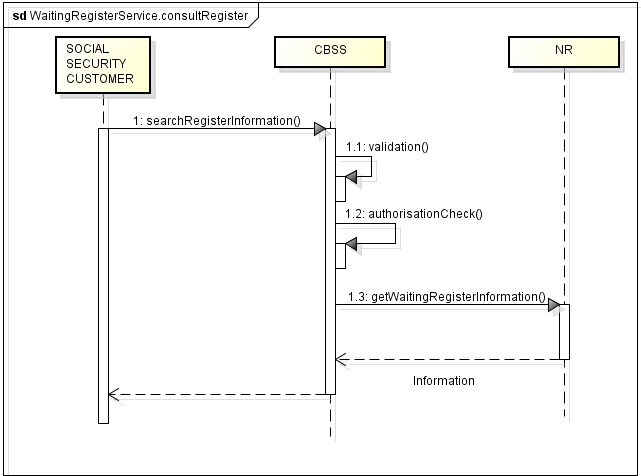 sd WaitingRegisterService.consultRegister
SOCIAL
SECURITY
CUSTOMER
CBSS
NR
1: searchRegisterInformation()
1.1: validation()
1.2: authorisationCheck()
1.3: getWaitingRegisterInformation()
Information